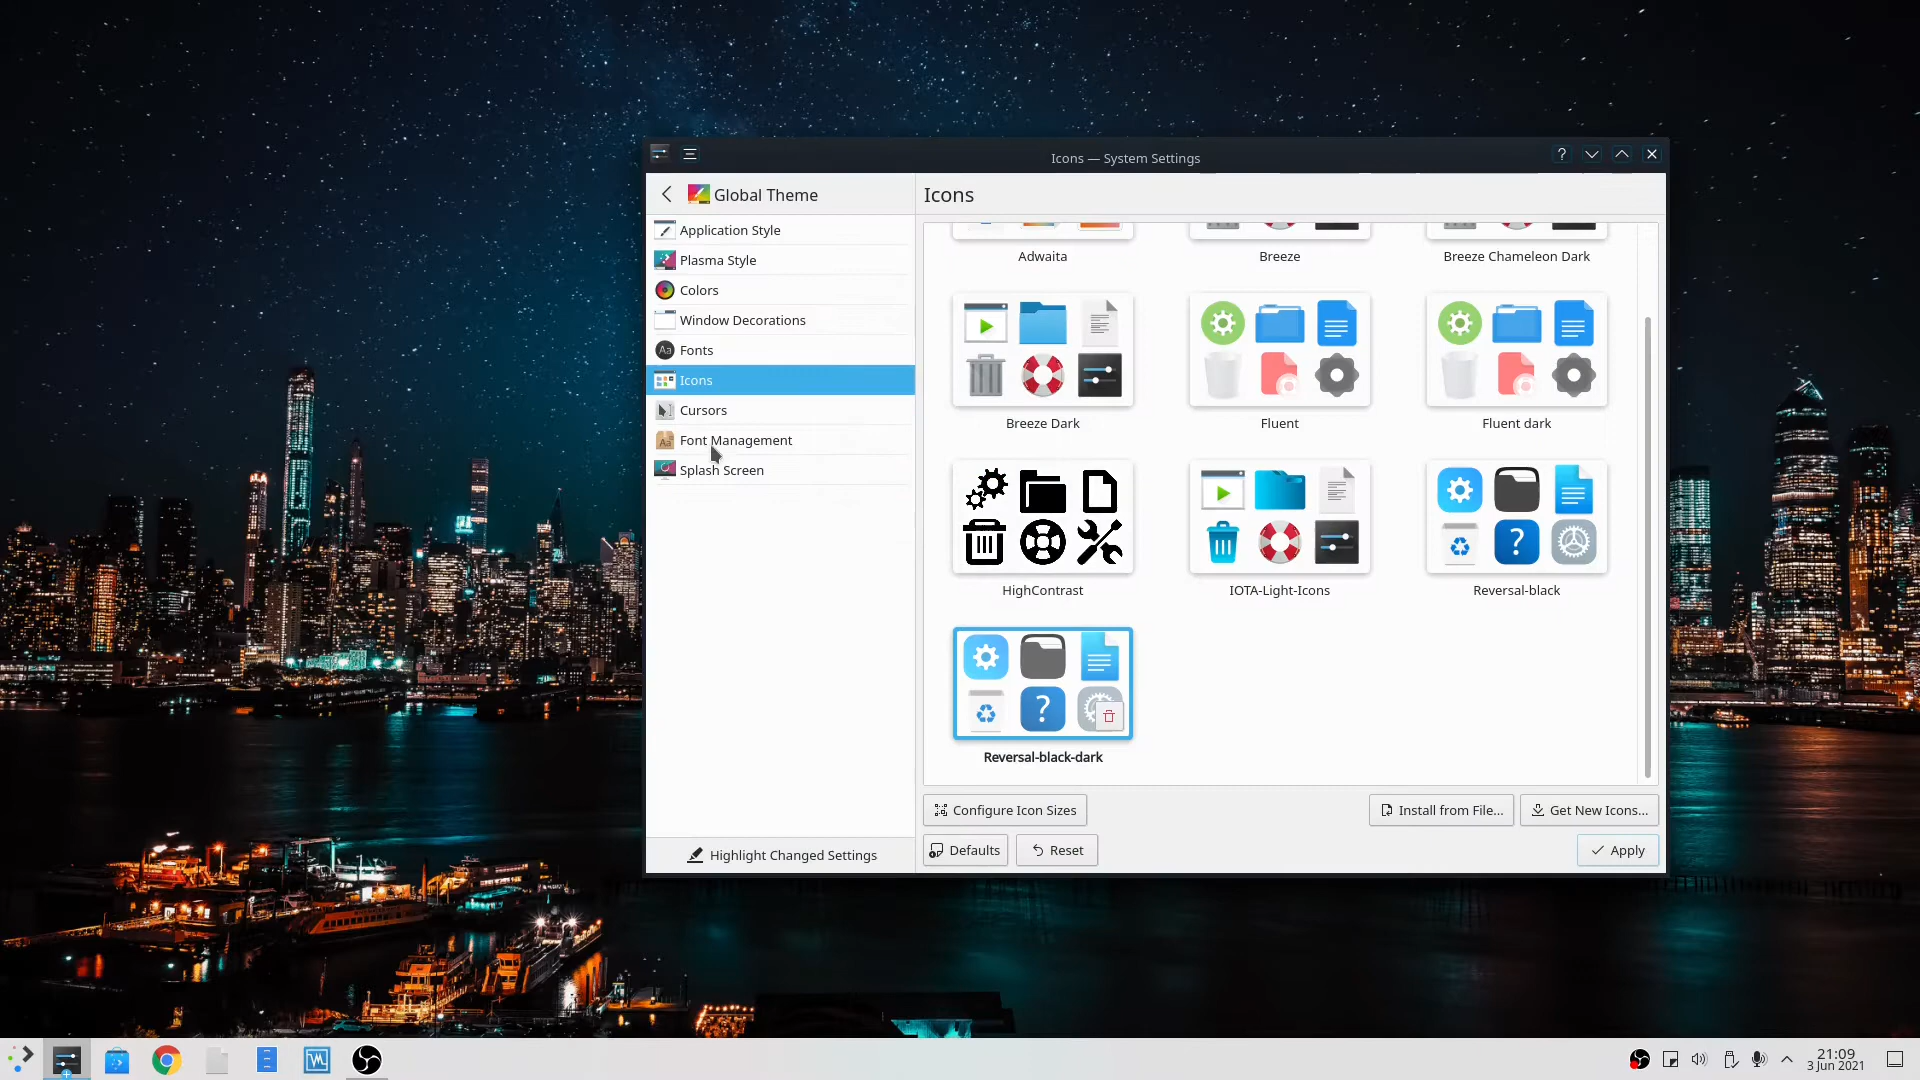 Icons — System Settings
?
Global Theme
Icons
Application Style
Plasma Style
Colors
Window Decorations
Fonts
Icons
Cursors
Font Management
Splash Screen
Adwaita
Breeze
Breeze Chameleon Dark
Breeze Dark
Fluent
Fluent dark
HighContrast
IOTA-Light-Icons
Reversal-black
Reversal-black-dark
Configure Icon Sizes
Install from File...
Get New Icons...
Highlight Changed Settings
Defaults
Reset
Apply
21:09
3 Jun 2021